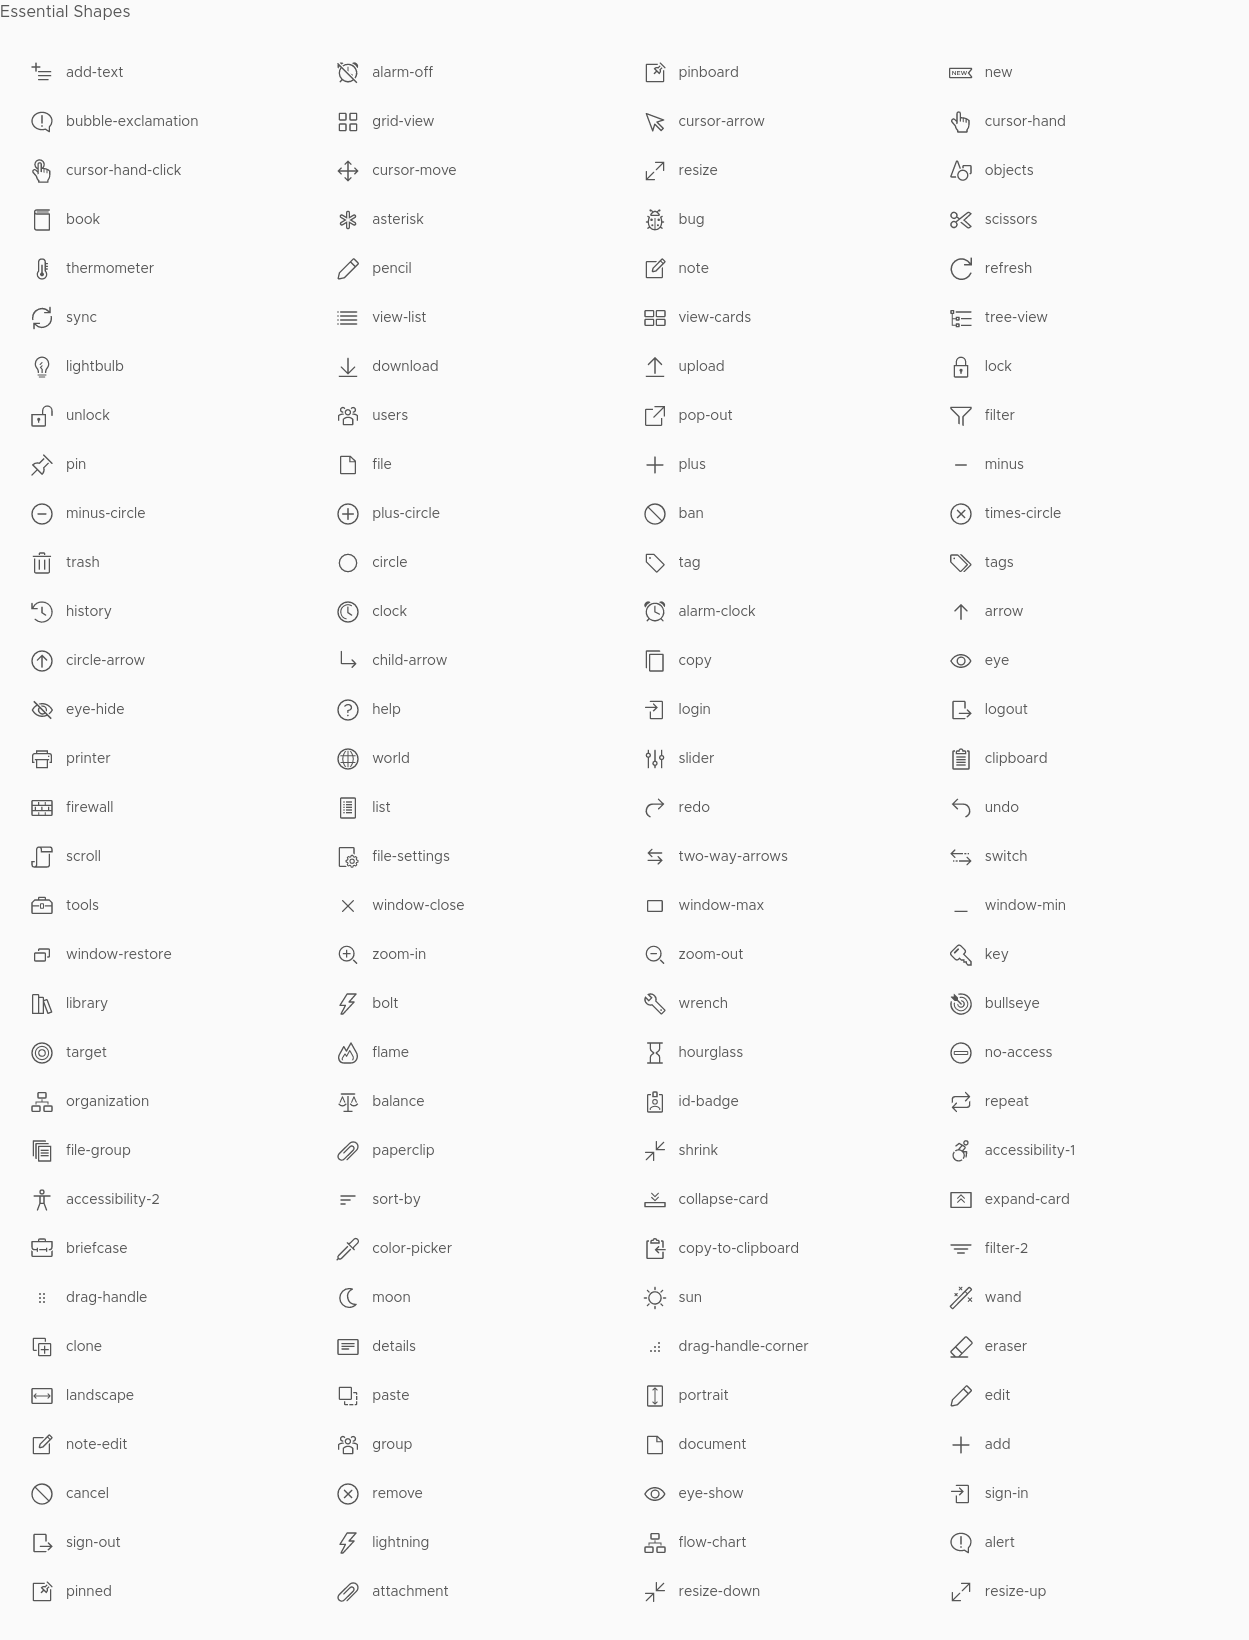 Essential Shapes
add-text alarm-off pinboard NEW new
bubble-exclamation grid-view cursor-arrow cursor-hand
cursor-hand-click cursor-move resize objects
book asterisk bug scissors
thermometer pencil note refresh
sync view-list view-cards tree-view
lightbulb download upload lock
unlock users pop-out filter
pin file plus minus
minus-circle plus-circle ban times-circle
trash circle tag tags
history clock alarm-clock arrow
circle-arrow child-arrow copy eye
eye-hide help login logout
printer world slider clipboard
firewall list redo undo
scroll file-settings two-way-arrows switch
tools window-close window-max window-min
window-restore zoom-in zoom-out key
library bolt wrench bullseye
target flame hourglass no-access
organization balance id-badge repeat
file-group paperclip shrink accessibility-1
accessibility-2 sort-by collapse-card expand-card
briefcase color-picker copy-to-clipboard filter-2
drag-handle moon sun wand
clone details drag-handle-corner eraser
landscape paste portrait edit
note-edit group document add
cancel remove eye-show sign-in
sign-out lightning flow-chart alert
pinned attachment resize-down resize-up